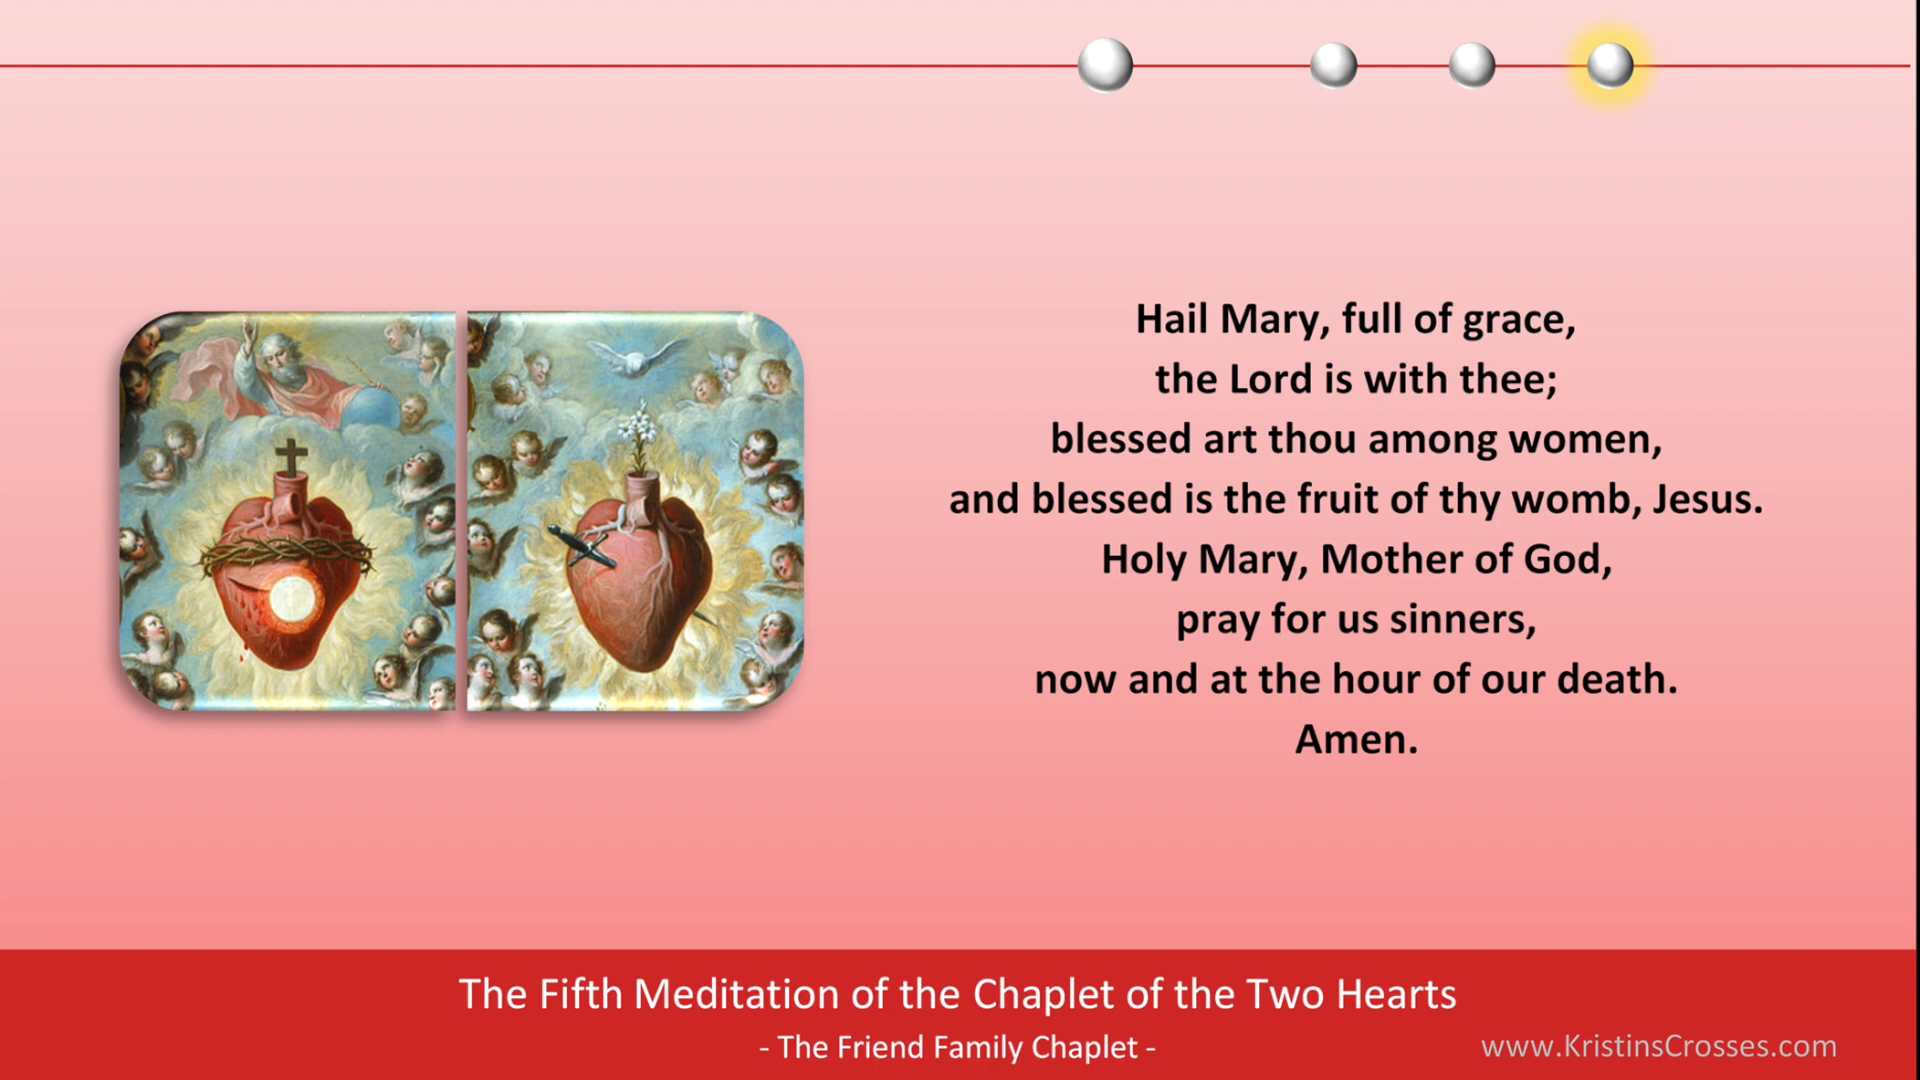 Hail Mary, full of grace,
the Lord is with thee;
blessed art thou among women,
and blessed is the fruit of thy womb, Jesus.
Holy Mary, Mother of God,
pray for us sinners,
now and at the hour of our death.
Amen.
The Fifth Meditation of the Chaplet of the Two Hearts
- The Friend Family Chaplet -
www.KristinsCrosses.com